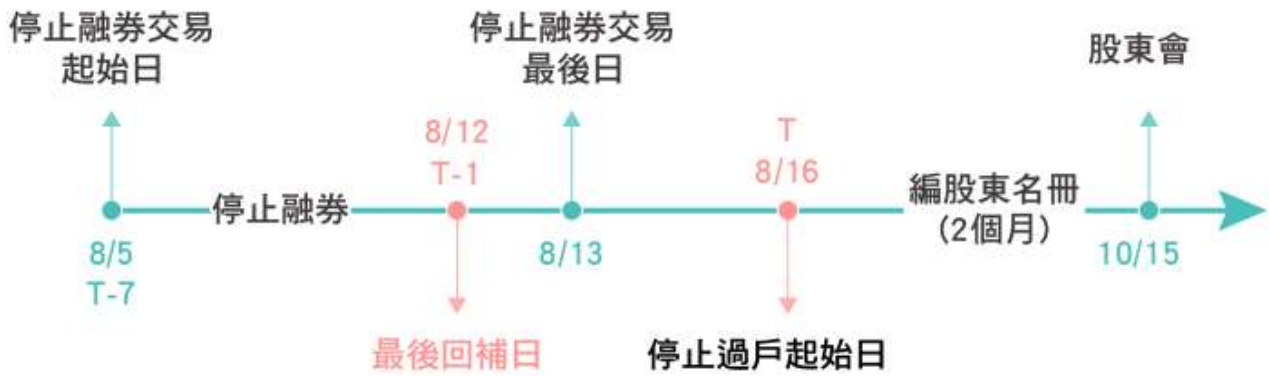 停止融券交易
起始日
停止融券交易
最後日
股東會
8/12
T-1
T
8/16
停止融券
編股東名冊
(2個月)
8/5
T-7
8/13
10/15
最後回補日
停止過戶起始日